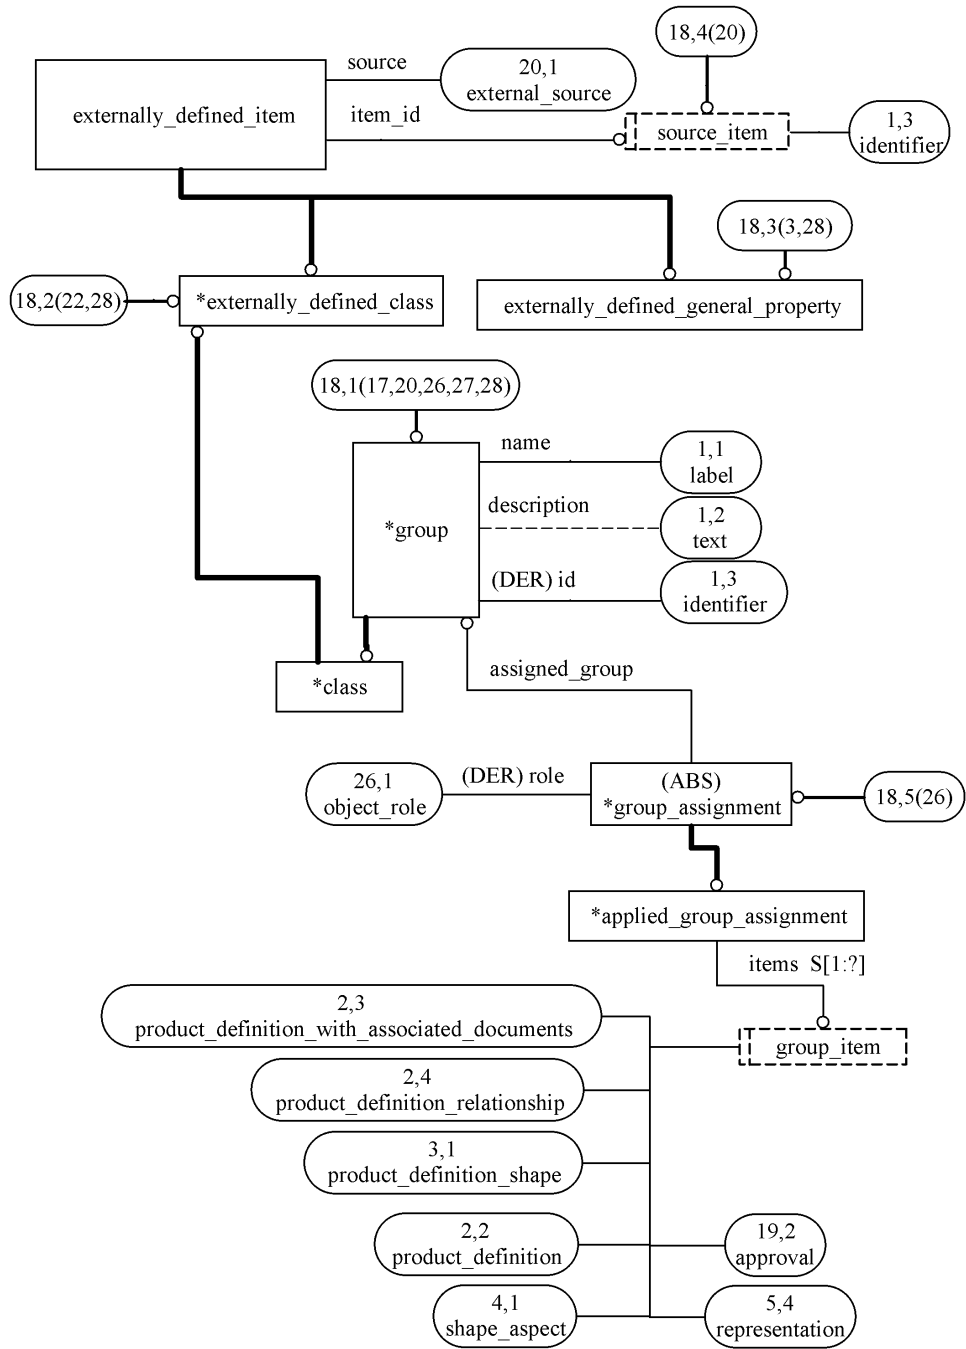 18,4(20)
source
20,1
external_source
externally_defined_item
item_id
source_item
1,3
identifier
18,3(3,28)
18,2(22,28)
*externally_defined_class
externally_defined_general_property
18,1(17,20,26,27,28)
name
1,1
label
description
1,2
text
*group
(DER) id
1,3
identifier
assigned_group
*class
26,1
object_role
(DER) role
(ABS)
*group_assignment
18,5(26)
*applied_group_assignment
items S[1:?]
2,3
product_definition_with_associated_documents
group_item
2,4
product_definition_relationship
3,1
product_definition_shape
2,2
product_definition
19,2
approval
4,1
shape_aspect
5,4
representation